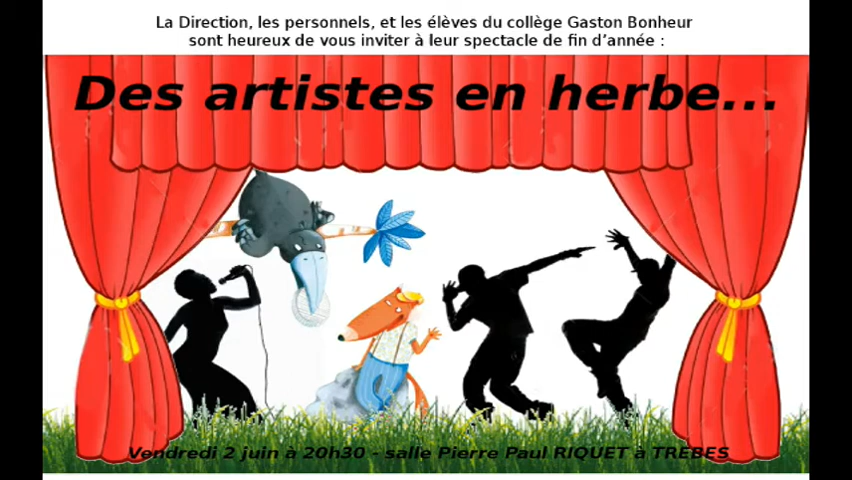 La Direction, les personnels, et les élèves du collège Gaston Bonheur
sont heureux de vous inviter à leur spectacle de fin d’année :
Des artistes en herbe...
Vendredi 2 juin à 20h30 - salle Pierre Paul RIQUET à TREBES